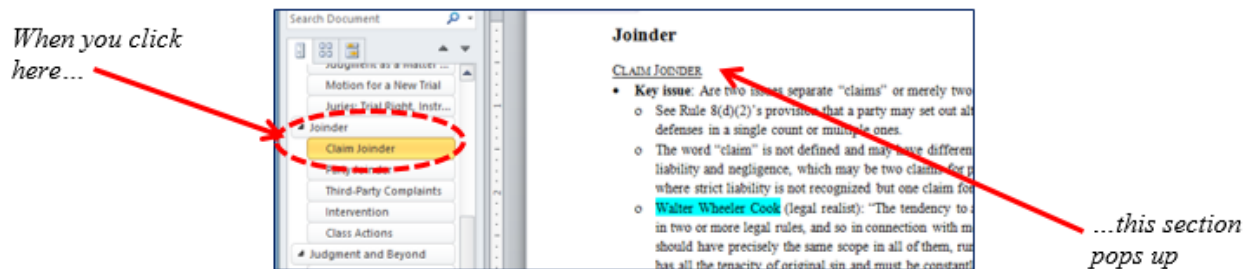 When you click
here...
Search Document
Judgment as a Matter ...
Motion for a New Trial
Juries: Trial Right, Instr...
Joinder
Claim Joinder
Party Joinder
Third-Party Complaints
Intervention
Class Actions
Judgment and Beyond
Joinder
CLAIM JOINDER
• Key issue: Are two issues separate “claims” or merely two
o See Rule 8(d)(2)’s provision that a party may set out alt
defenses in a single count or multiple ones.
o The word “claim” is not defined and may have differen
liability and negligence, which may be two claims for p
where strict liability is not recognized but one claim for
o Walter Wheeler Cook (legal realist): “The tendency to a
in two or more legal rules, and so in connection with m
should have precisely the same scope in all of them, run
has all the tenacity of original sin and must be constantl
...this section
pops up